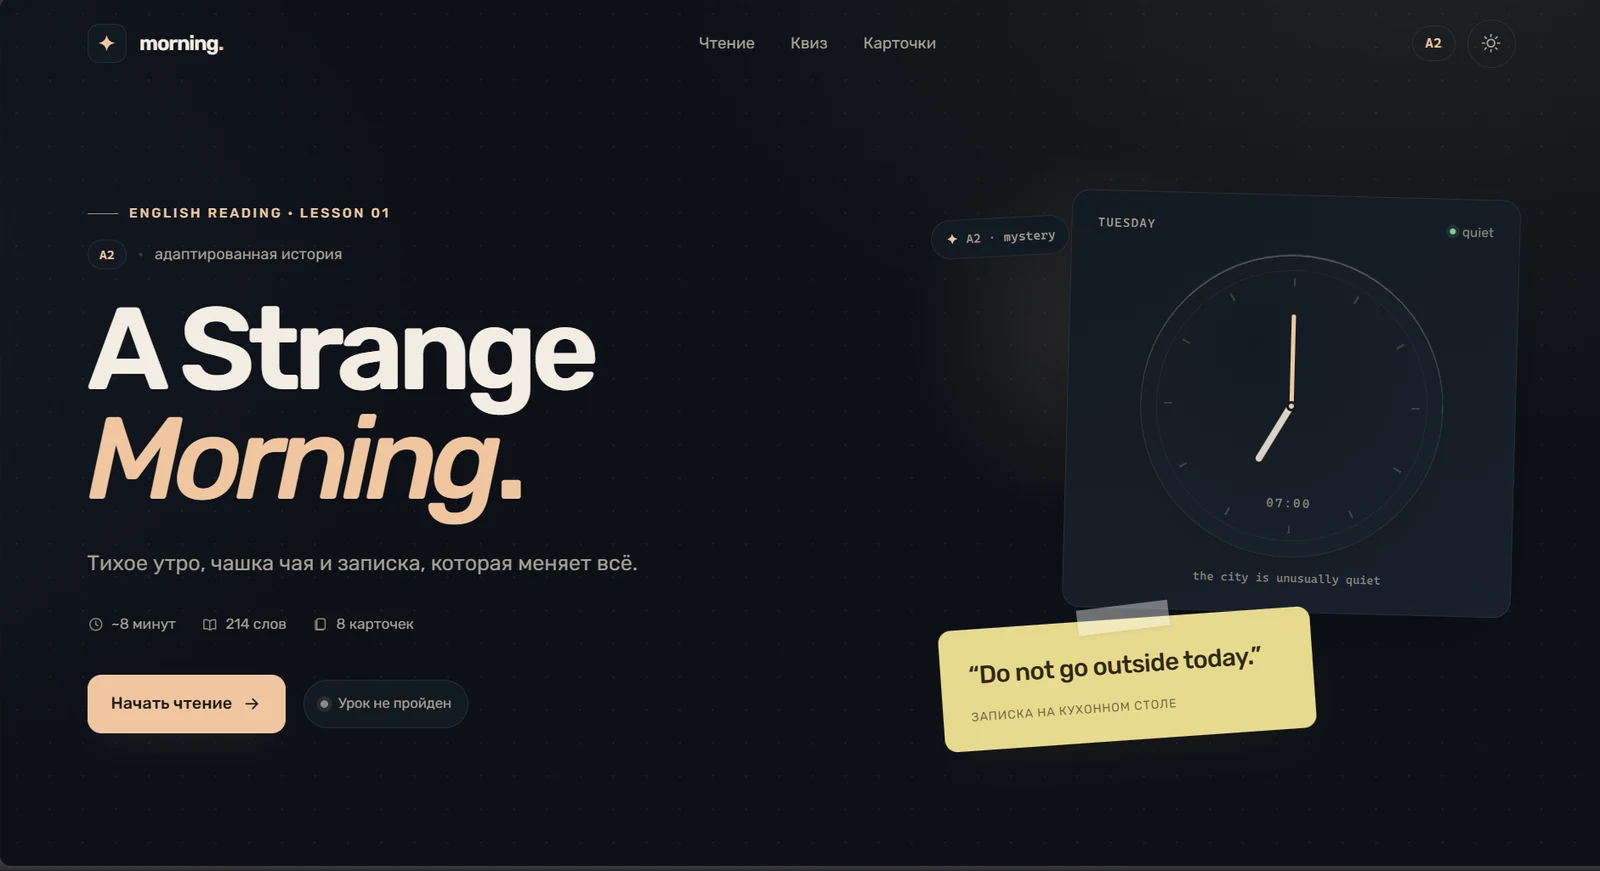 morning.
Чтение
Квиз
Карточки
A2
ENGLISH READING • LESSON 01
A2 • адаптированная история
A Strange
Morning.
Тихое утро, чашка чая и записка, которая меняет всё.
~8 минут
214 слов
8 карточек
Начать чтение →
Урок не пройден
A2 · mystery
TUESDAY
quiet
07:00
the city is unusually quiet
“Do not go outside today.”
ЗАПИСКА НА КУХОННОМ СТОЛЕ